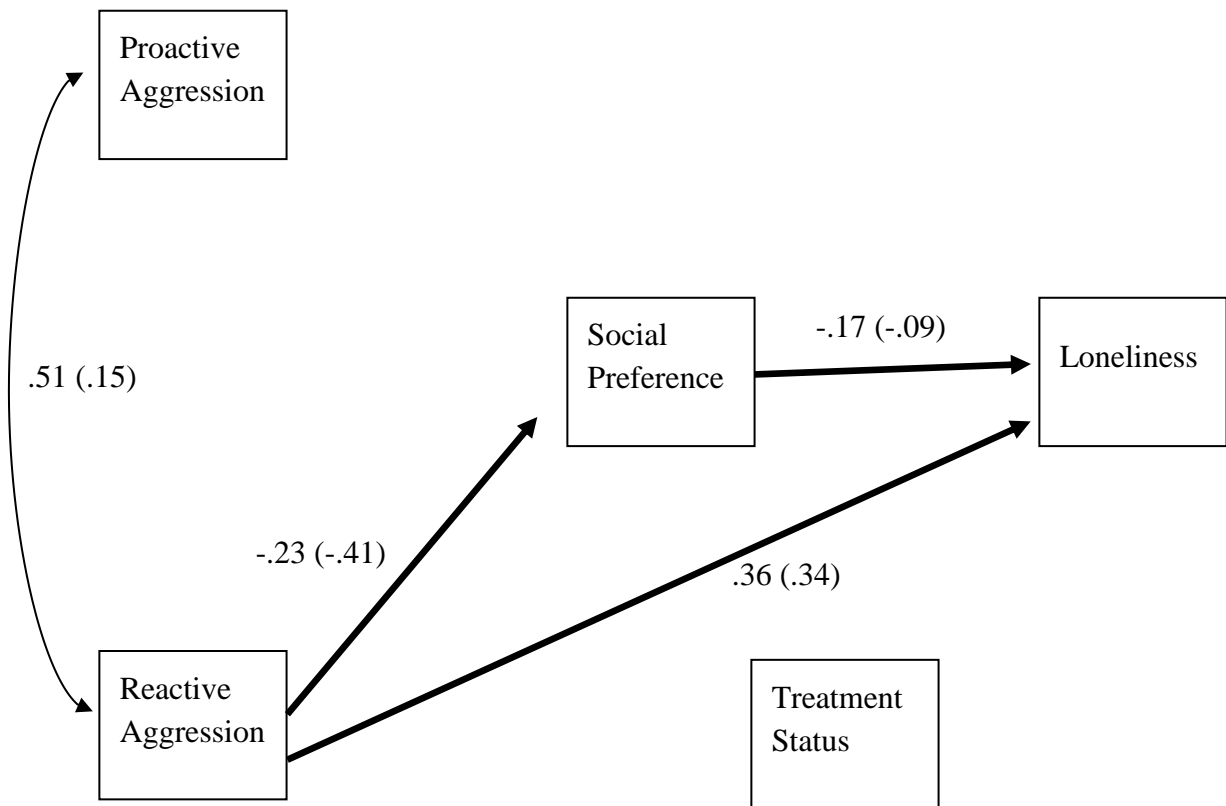 Proactive
Aggression
.51 (.15)
Social
Preference
-.17 (-.09)
Loneliness
-.23 (-.41)
.36 (.34)
Reactive
Aggression
Treatment
Status